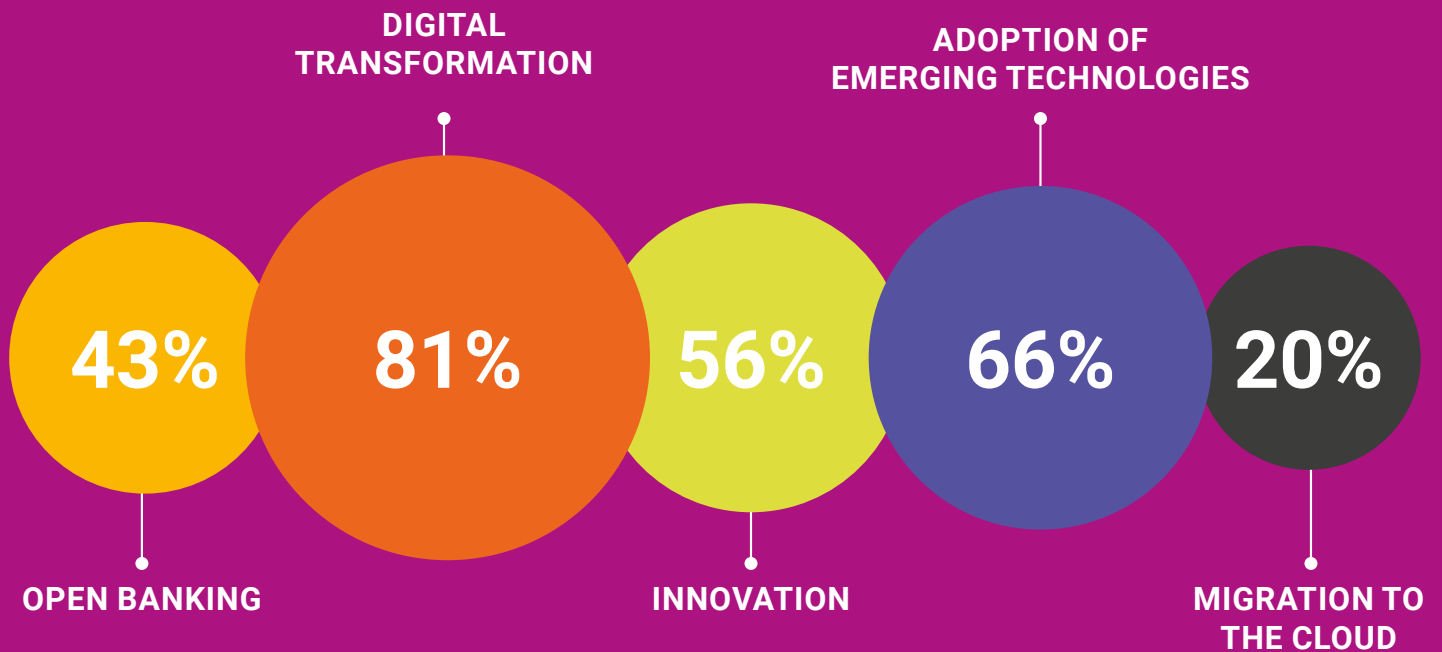 DIGITAL
TRANSFORMATION
ADOPTION OF
EMERGING TECHNOLOGIES
43%
81%
56%
66%
20%
OPEN BANKING
INNOVATION
MIGRATION TO
THE CLOUD